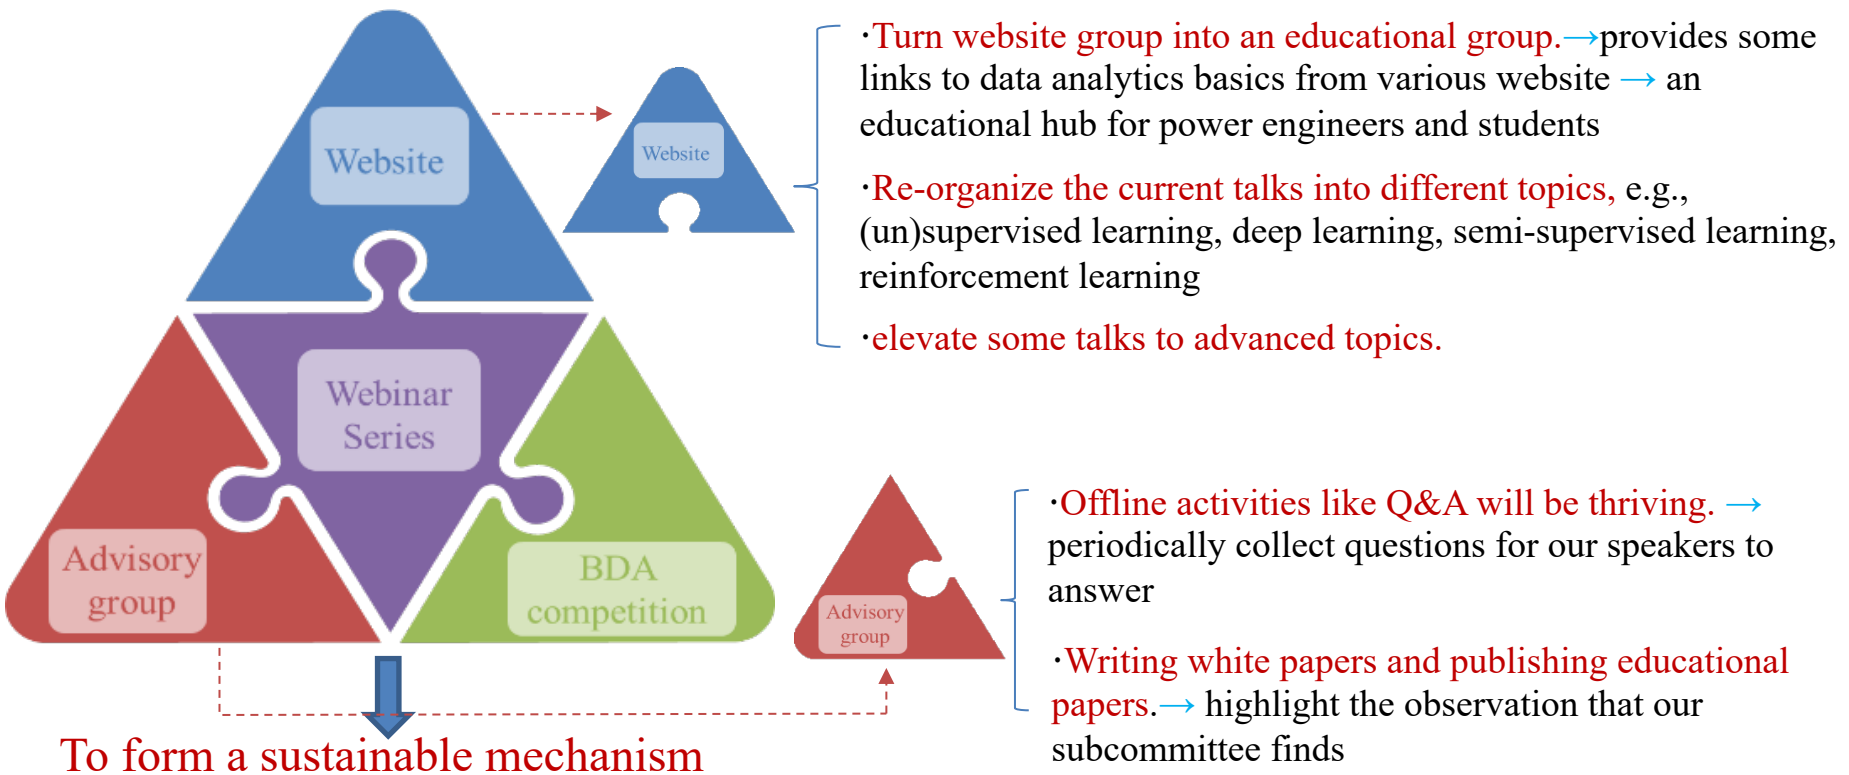 Website
Webinar
Series
Advisory
group
BDA
competition
To form a sustainable mechanism
Website
·Turn website group into an educational group.→provides some
links to data analytics basics from various website → an
educational hub for power engineers and students
·Re-organize the current talks into different topics, e.g.,
(un)supervised learning, deep learning, semi-supervised learning,
reinforcement learning
·elevate some talks to advanced topics.
Advisory
group
·Offline activities like Q&A will be thriving. →
periodically collect questions for our speakers to
answer
·Writing white papers and publishing educational
papers.→ highlight the observation that our
subcommittee finds